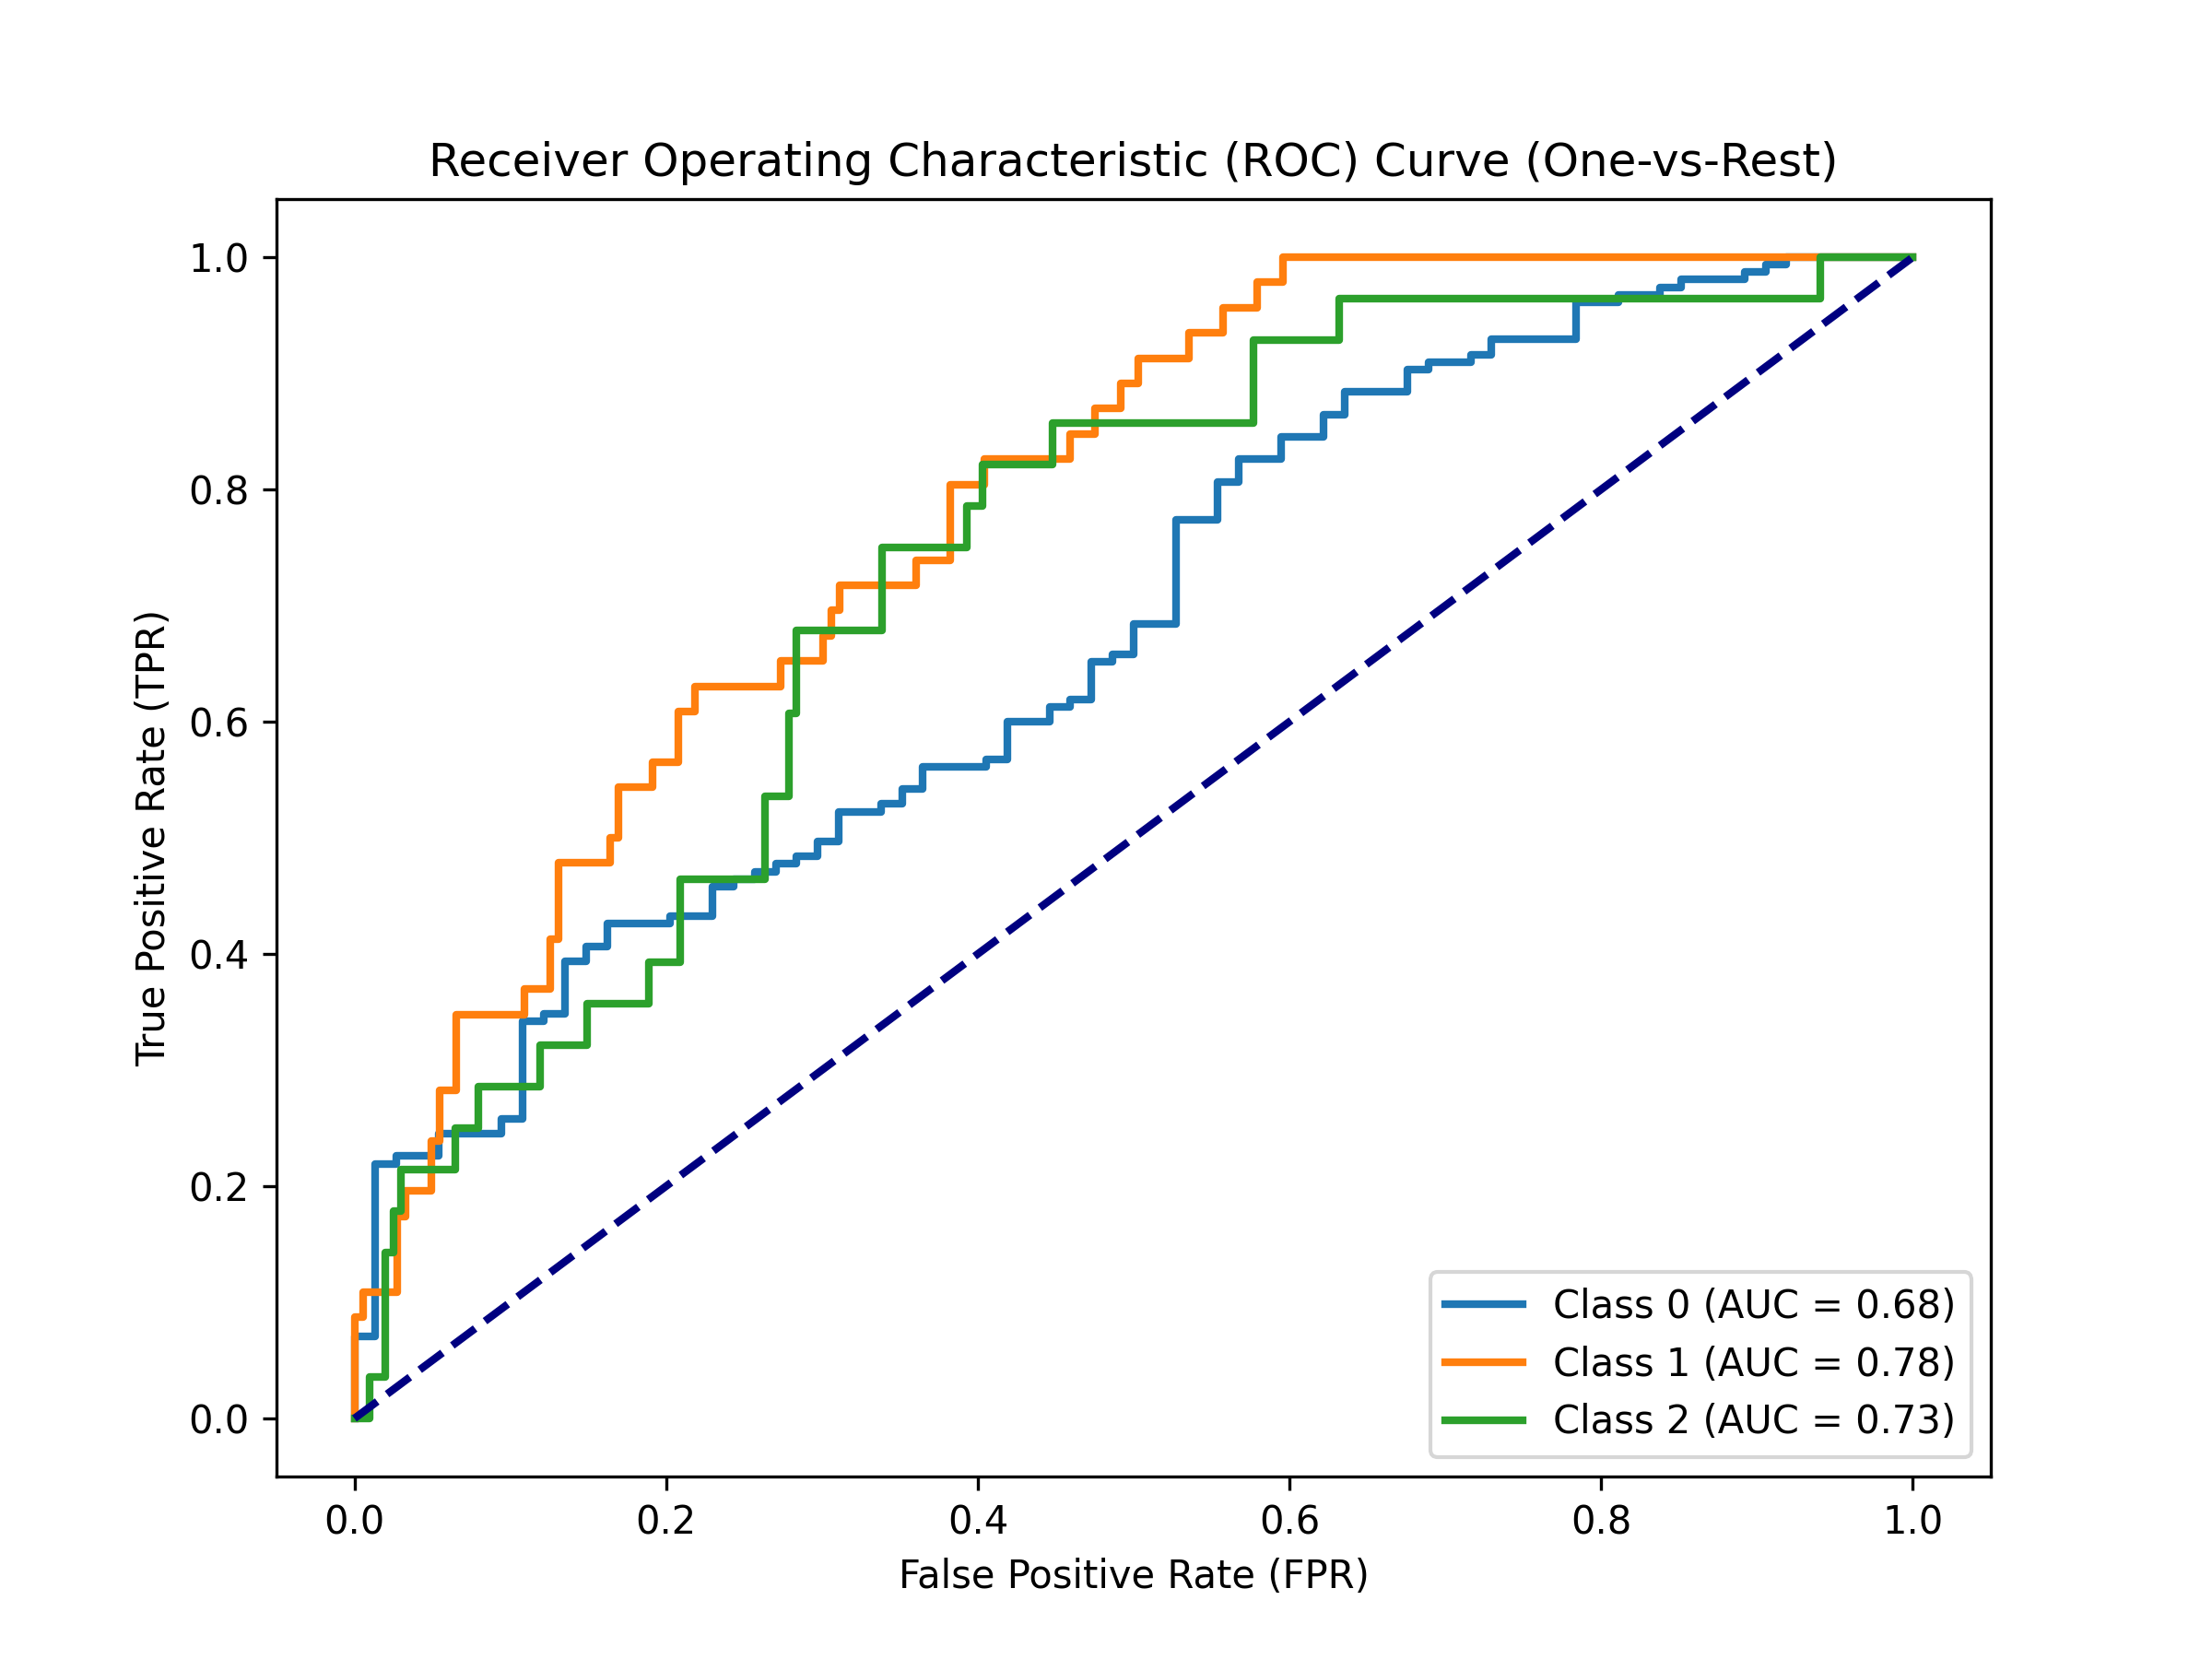 Receiver Operating Characteristic (ROC) Curve (One-vs-Rest)
True Positive Rate (TPR)
1.0
0.8
0.6
0.4
0.2
0.0
Class 0 (AUC = 0.68)
Class 1 (AUC = 0.78)
Class 2 (AUC = 0.73)
0.0 0.2 0.4 0.6 0.8 1.0
False Positive Rate (FPR)